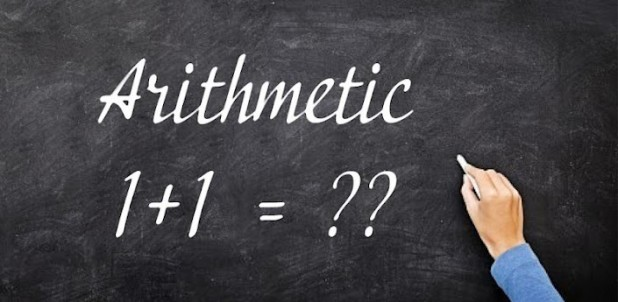 Arithmetic
1+1 = ??